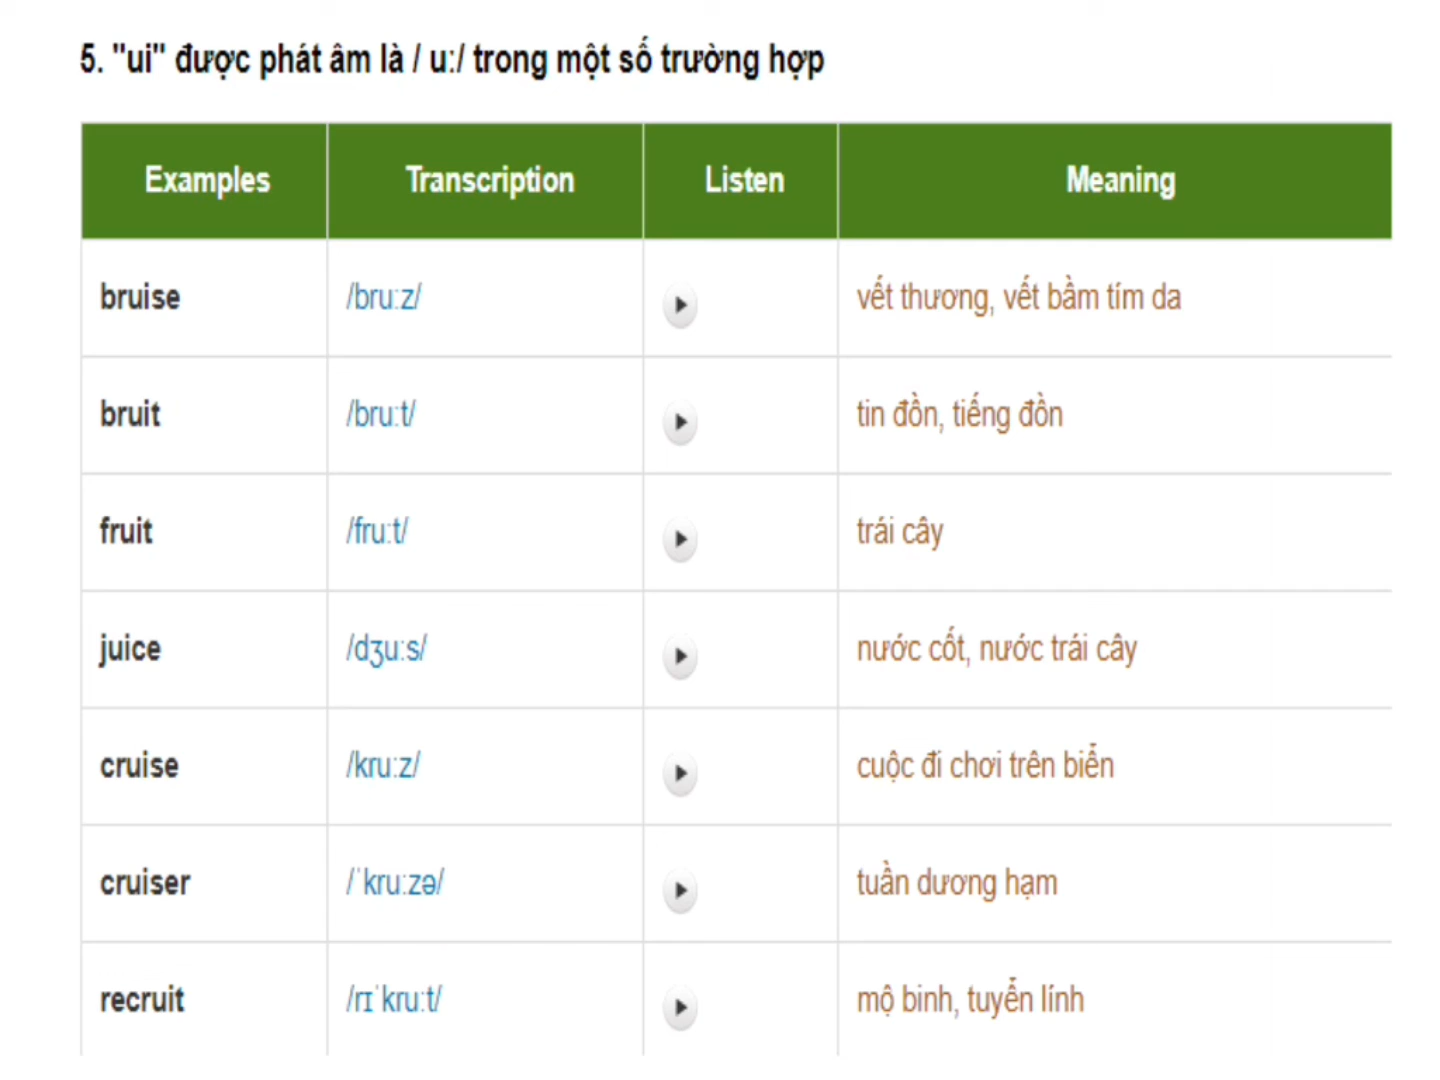 5. "ui" được phát âm là / u:/ trong một số trường hợp
Examples Transcription Listen Meaning
bruise /bru:z/ vết thương, vết bầm tím da
bruit /bru:t/ tin đồn, tiếng đồn
fruit /fru:t/ trái cây
juice /dʒu:s/ nước cốt, nước trái cây
cruise /kru:z/ cuộc đi chơi trên biển
cruiser /ˈkru:zə/ tuần dương hạm
recruit /rɪˈkru:t/ mộ binh, tuyển lính